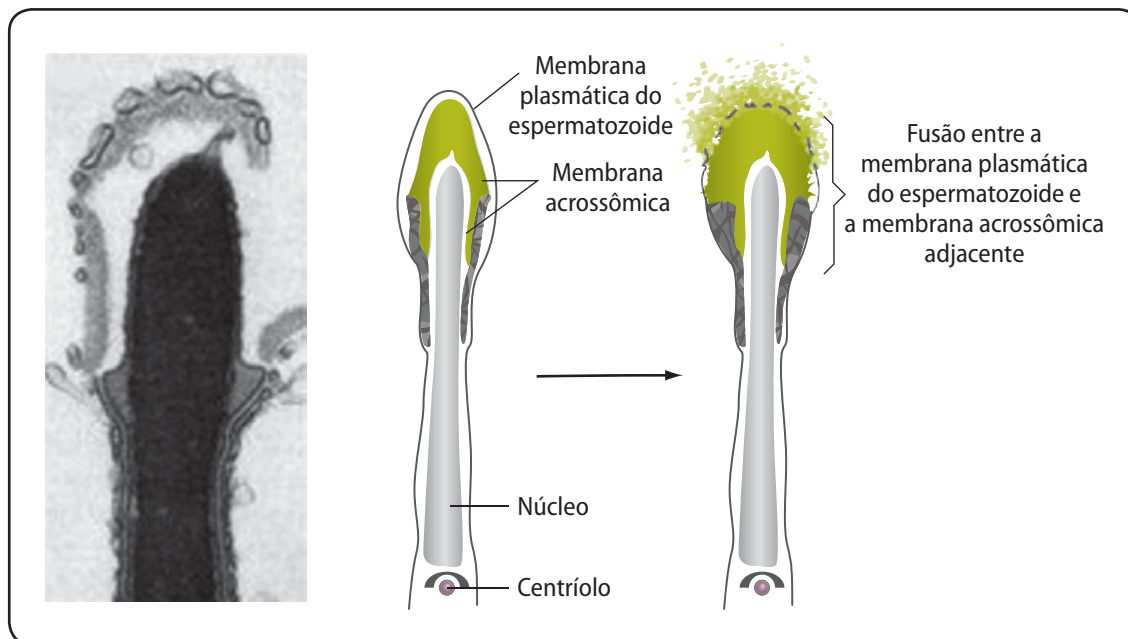 Membrana
plasmática do
espermatozoide
Membrana
acrossômica
Fusão entre a
membrana plasmática
do espermatozoide e
a membrana acrossômica
adjacente
Núcleo
Centríolo